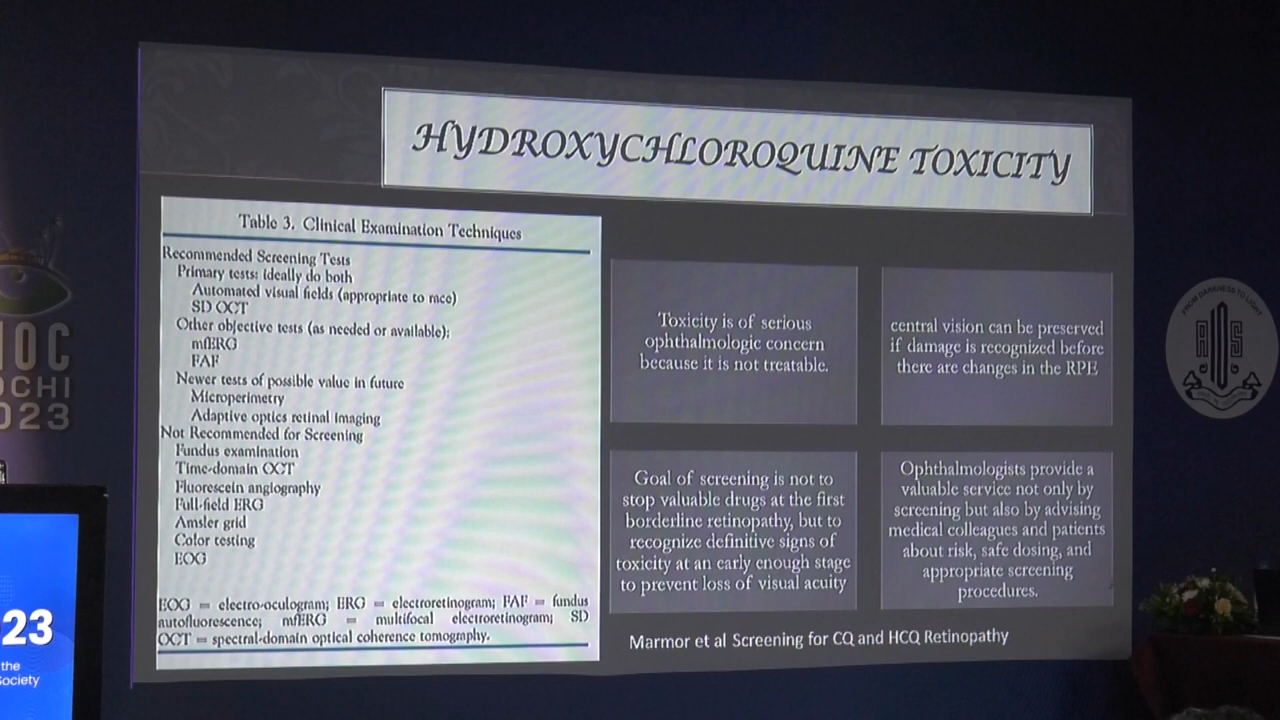 HYDROXYCHLOROQUINE TOXICITY
Table 3. Clinical Examination Techniques
Recommended Screening Tests
Primary tests: ideally do both
Automated visual fields (appropriate to race)
SD OCT
Other objective tests (as needed or available):
mfERG
FAF
Newer tests of possible value in future
Microperimetry
Adaptive optics retinal imaging
Not Recommended for Screening
Fundus examination
Time-domain OCT
Fluorescein angiography
Full-field ERG
Amsler grid
Color testing
EOG
EOG = electro-oculogram; ERG = electroretinogram; FAF = fundus
autofluorescence; mfERG = multifocal electroretinogram; SD
OCT = spectral-domain optical coherence tomography.
Toxicity is of serious
ophthalmologic concern
because it is not treatable.
central vision can be preserved
if damage is recognized before
there are changes in the RPE
Goal of screening is not to
stop valuable drugs at the first
borderline retinopathy, but to
recognize definitive signs of
toxicity at an early enough stage
to prevent loss of visual acuity
Ophthalmologists provide a
valuable service not only by
screening but also by advising
medical colleagues and patients
about risk, safe dosing, and
appropriate screening
procedures.
Marmor et al Screening for CQ and HCQ Retinopathy
IOC
OCHI
023
23
the
Society
FROM DARKNESS TO LIGHT
AIOS